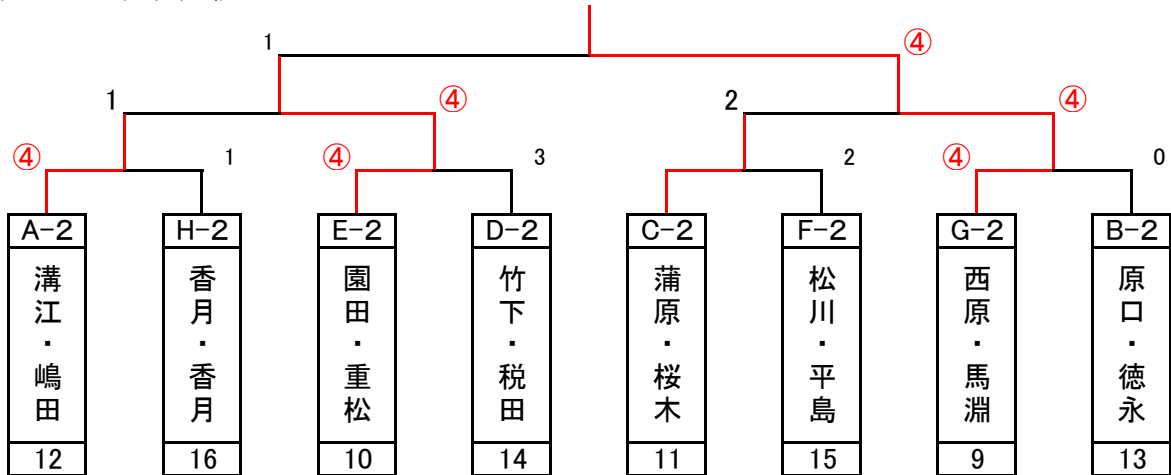 1 ④
1 ④ 2 ④
④ 1 ④ 3 2 ④ 0
A-2 H-2 E-2 D-2 C-2 F-2 G-2 B-2
溝江・嶋田
香月・香月
園田・重松
竹下・税田
蒲原・桜木
松川・平島
西原・馬淵
原口・徳永
12 16 10 14 11 15 9 13